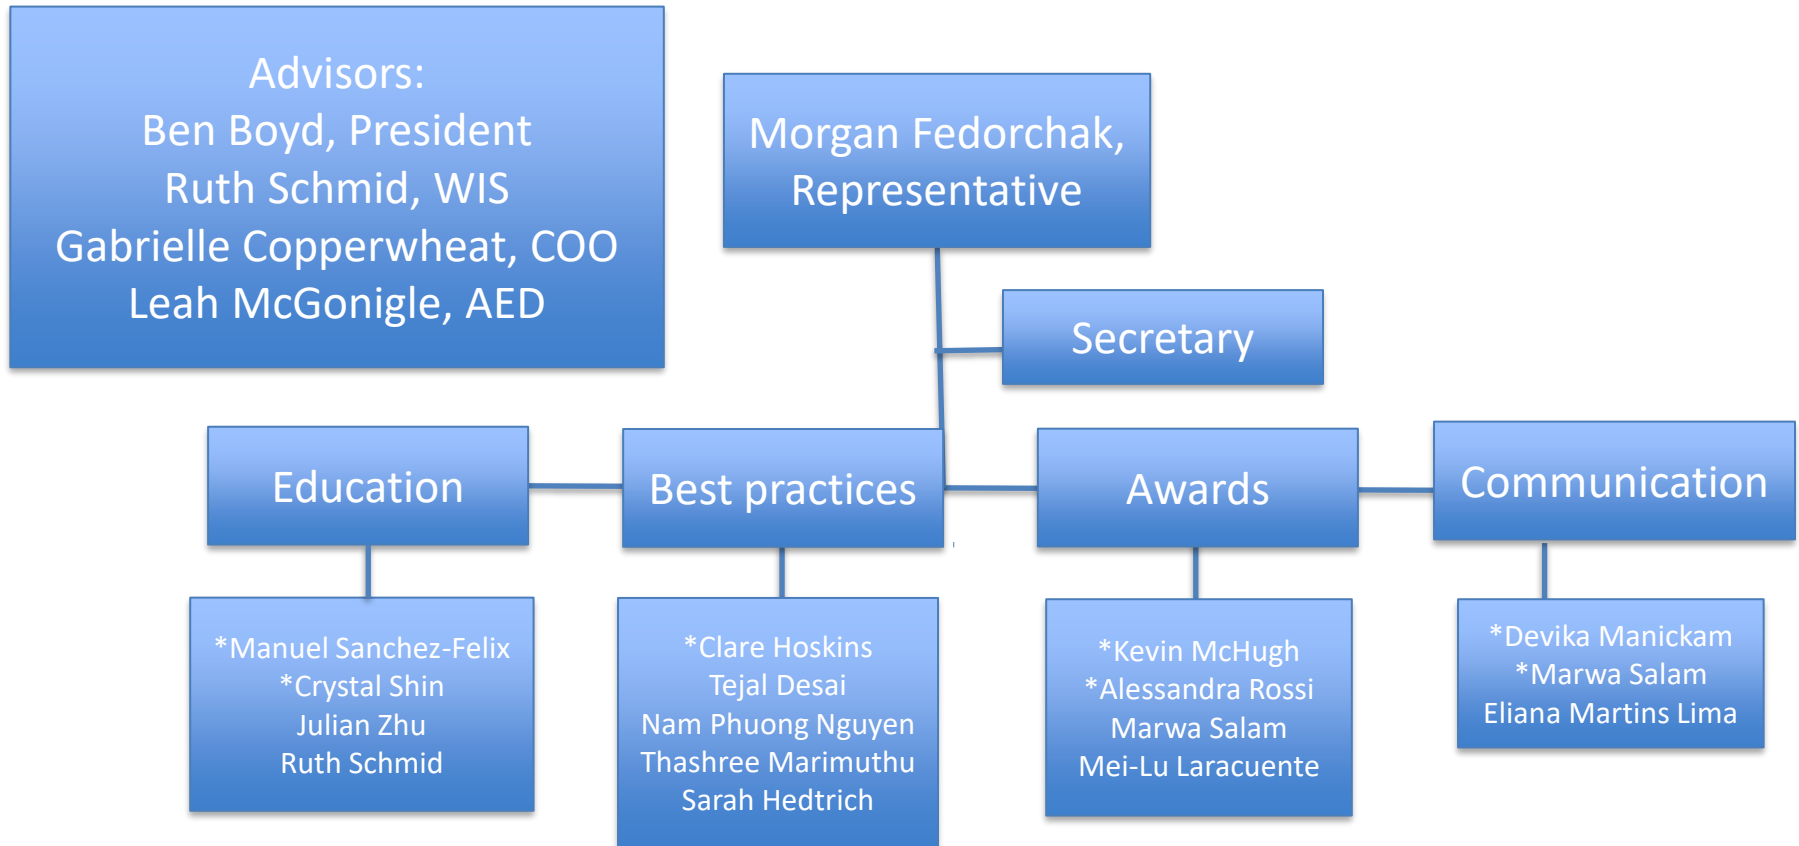 Advisors:
Ben Boyd, President
Ruth Schmid, WIS
Gabrielle Copperwheat, COO
Leah McGonigle, AED
Morgan Fedorchak,
Representative
Secretary
Education
Best practices
Awards
Communication
*Manuel Sanchez-Felix
*Crystal Shin
Julian Zhu
Ruth Schmid
*Clare Hoskins
Tejal Desai
Nam Phuong Nguyen
Thashree Marimuthu
Sarah Hedtrich
*Kevin McHugh
*Alessandra Rossi
Marwa Salam
Mei-Lu Laracuente
*Devika Manickam
*Marwa Salam
Eliana Martins Lima